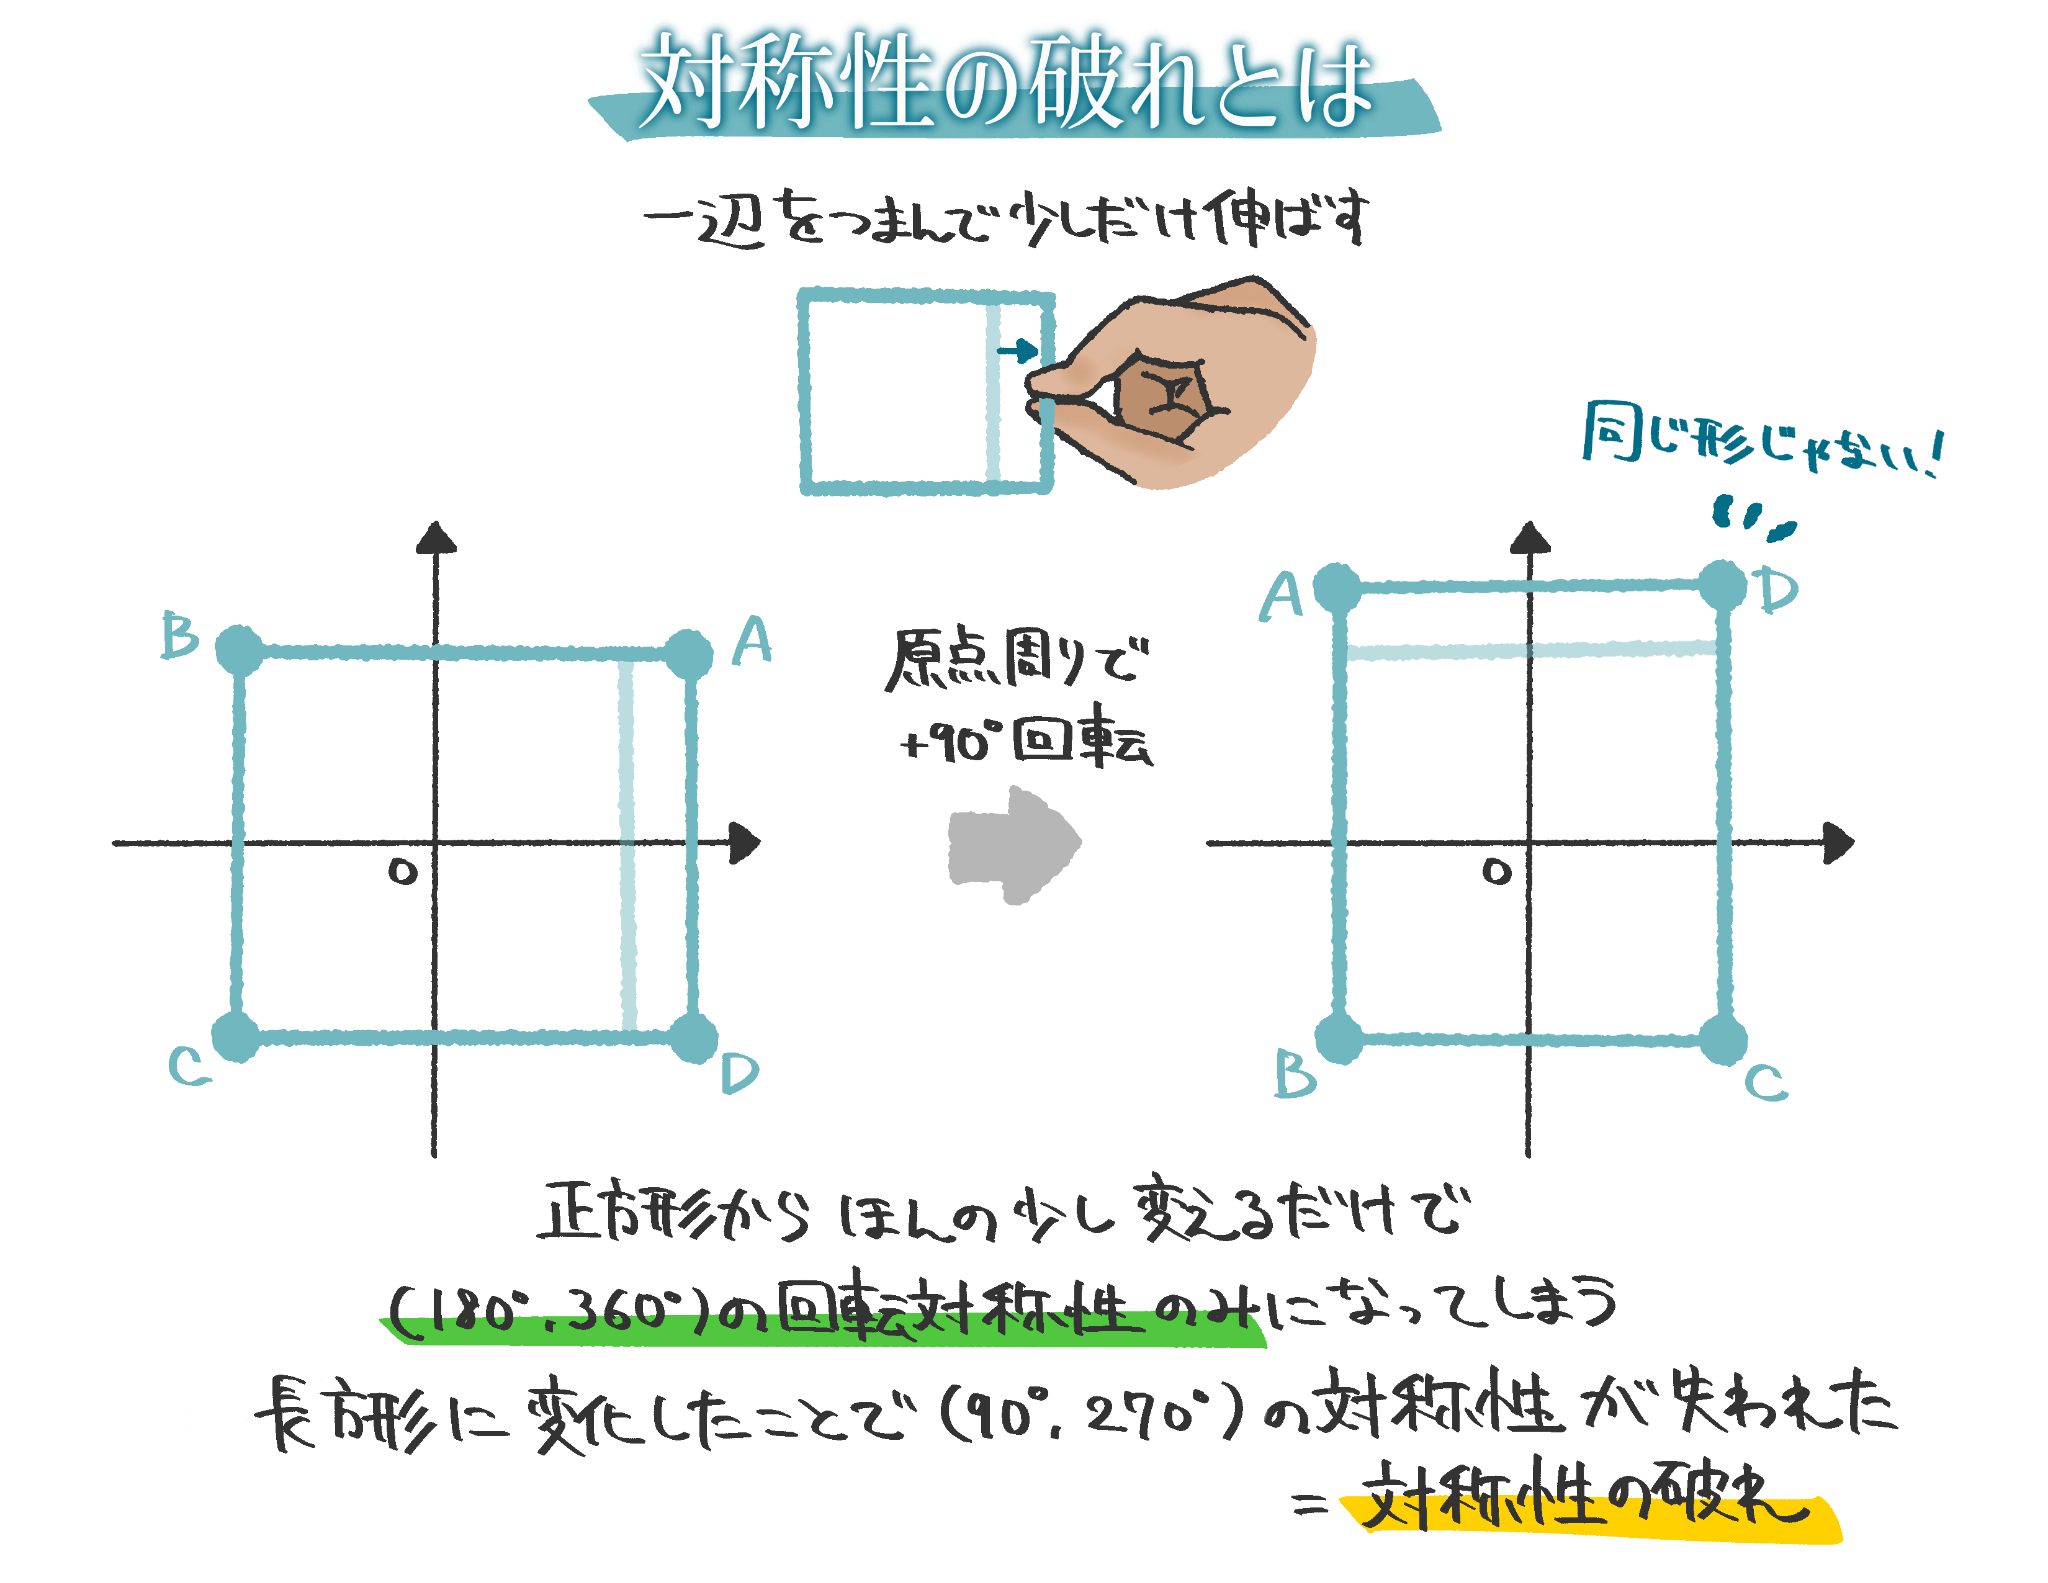 対称性の破れとは
一辺をつまんで少しだけ伸ばす
同じ形じゃない!
B
A
O
C
D
原点周りで
+90°回転
A
D
O
B
C
正方形からほんの少し変えるだけで
(180°,360°)の回転対称性のみになってしまう
長方形に変化したことで(90°,270°)の対称性が失われた
=対称性の破れ